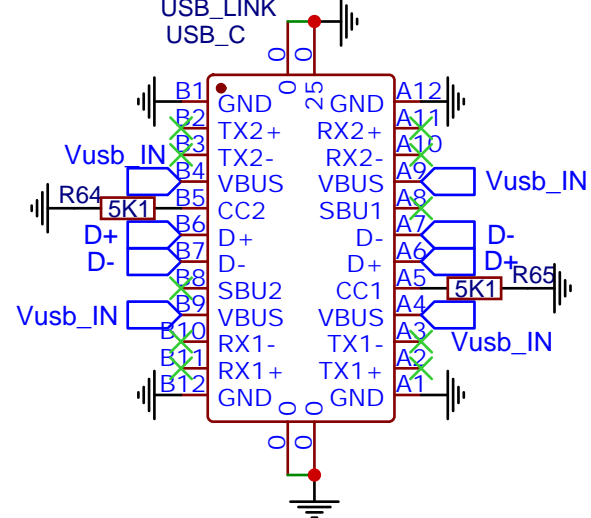 USB_LINK
USB_C
0 0
0 25
B1 GND GND A12
B2 TX2+ RX2+ A11
B3 TX2- RX2- A10
Vusb_IN B4 VBUS VBUS A9 Vusb_IN
R64 5K1 B5 CC2 SBU1 A8
D+ B6 D+ D- A7 D-
D- B7 D- D+ A6 D+
B8 SBU2 CC1 A5 5K1 R65
Vusb_IN B9 VBUS VBUS A4 Vusb_IN
B10 RX1- TX1- A3
B11 RX1+ TX1+ A2
B12 GND GND A1
0 0
0 0